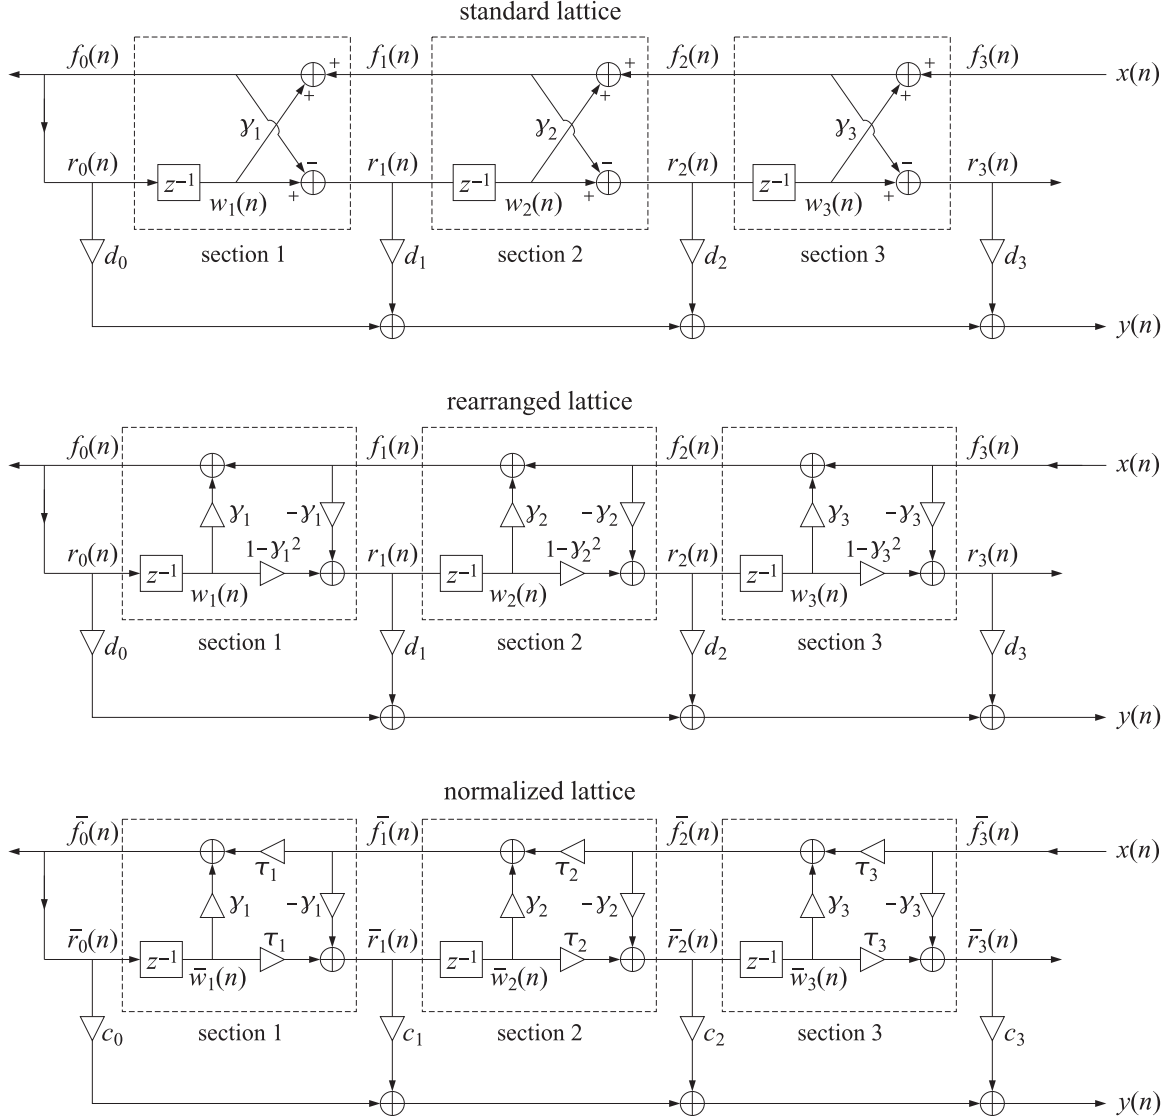 standard lattice
f₀(n) f₁(n) f₂(n) f₃(n) x(n)
+ + +
+ + +
γ₁ γ₂ γ₃
− − −
r₀(n) r₁(n) r₂(n) r₃(n)
z⁻¹ z⁻¹ z⁻¹
+ + +
w₁(n) w₂(n) w₃(n)
d₀ section 1 d₁ section 2 d₂ section 3 d₃
y(n)
rearranged lattice
f₀(n) f₁(n) f₂(n) f₃(n) x(n)
γ₁ −γ₁ γ₂ −γ₂ γ₃ −γ₃
r₀(n) 1−γ₁² r₁(n) 1−γ₂² r₂(n) 1−γ₃² r₃(n)
z⁻¹ z⁻¹ z⁻¹
w₁(n) w₂(n) w₃(n)
d₀ section 1 d₁ section 2 d₂ section 3 d₃
y(n)
normalized lattice
f̄₀(n) f̄₁(n) f̄₂(n) f̄₃(n) x(n)
τ₁ τ₂ τ₃
γ₁ −γ₁ γ₂ −γ₂ γ₃ −γ₃
r̄₀(n) τ₁ r̄₁(n) τ₂ r̄₂(n) τ₃ r̄₃(n)
z⁻¹ z⁻¹ z⁻¹
w̄₁(n) w̄₂(n) w̄₃(n)
c₀ section 1 c₁ section 2 c₂ section 3 c₃
y(n)